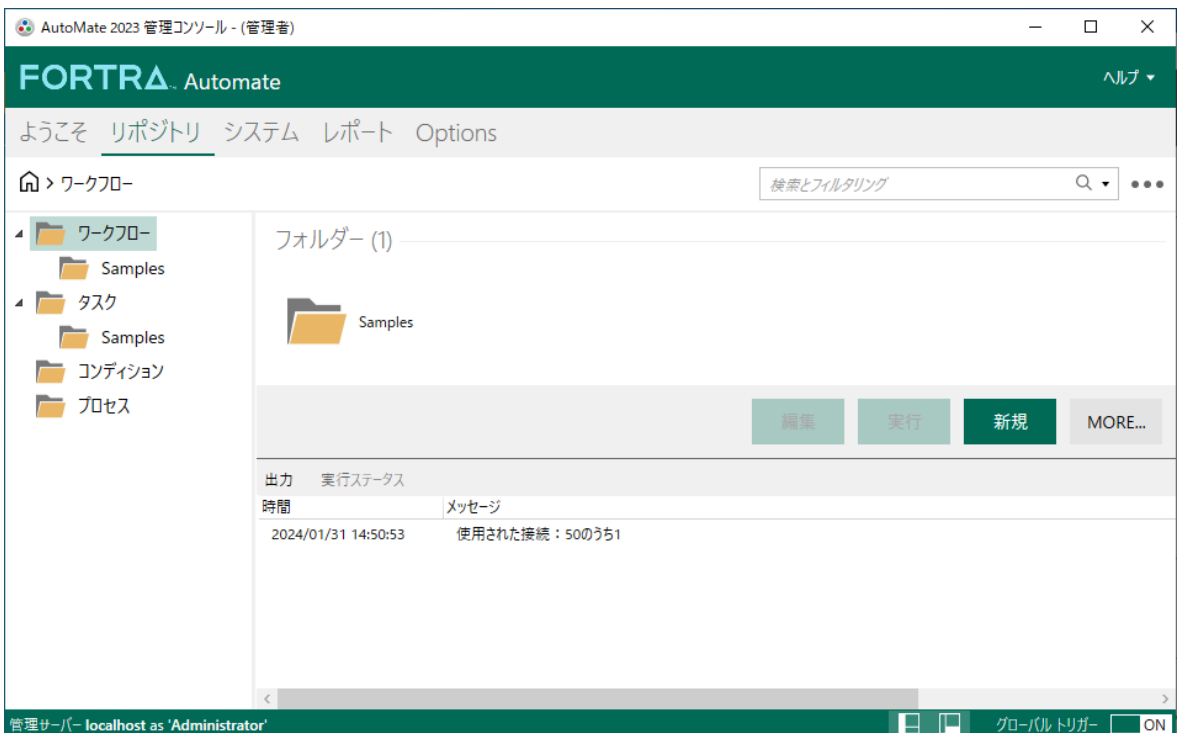 AutoMate 2023 管理コンソール - (管理者)
FORTRA™ Automate
ヘルプ
ようこそ リポジトリ システム レポート Options
> ワークフロー
検索とフィルタリング
ワークフロー
Samples
タスク
Samples
コンディション
プロセス
フォルダー (1)
Samples
編集 実行 新規 MORE...
出力 実行ステータス
時間 メッセージ
2024/01/31 14:50:53 使用された接続：50のうち1
管理サーバー localhost as 'Administrator'
グローバル トリガー ON